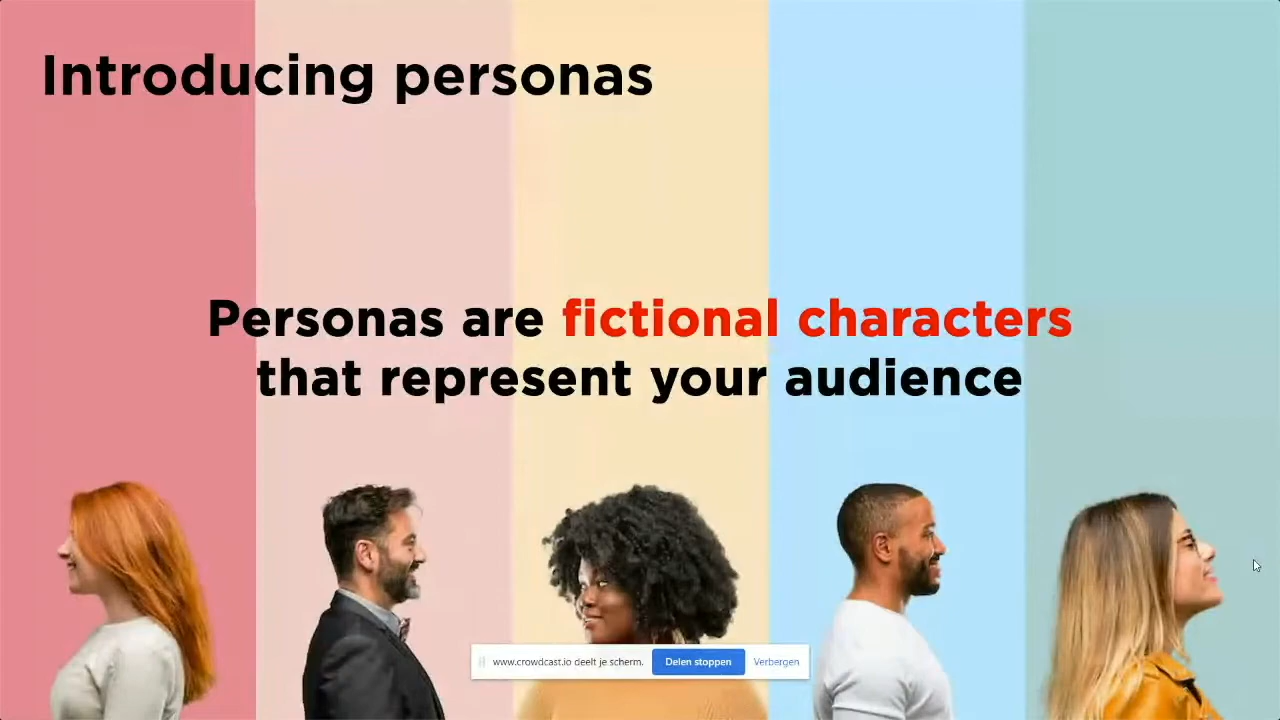 Introducing personas
Personas are fictional characters
that represent your audience
www.crowdcast.io deelt je scherm. Delen stoppen Verbergen